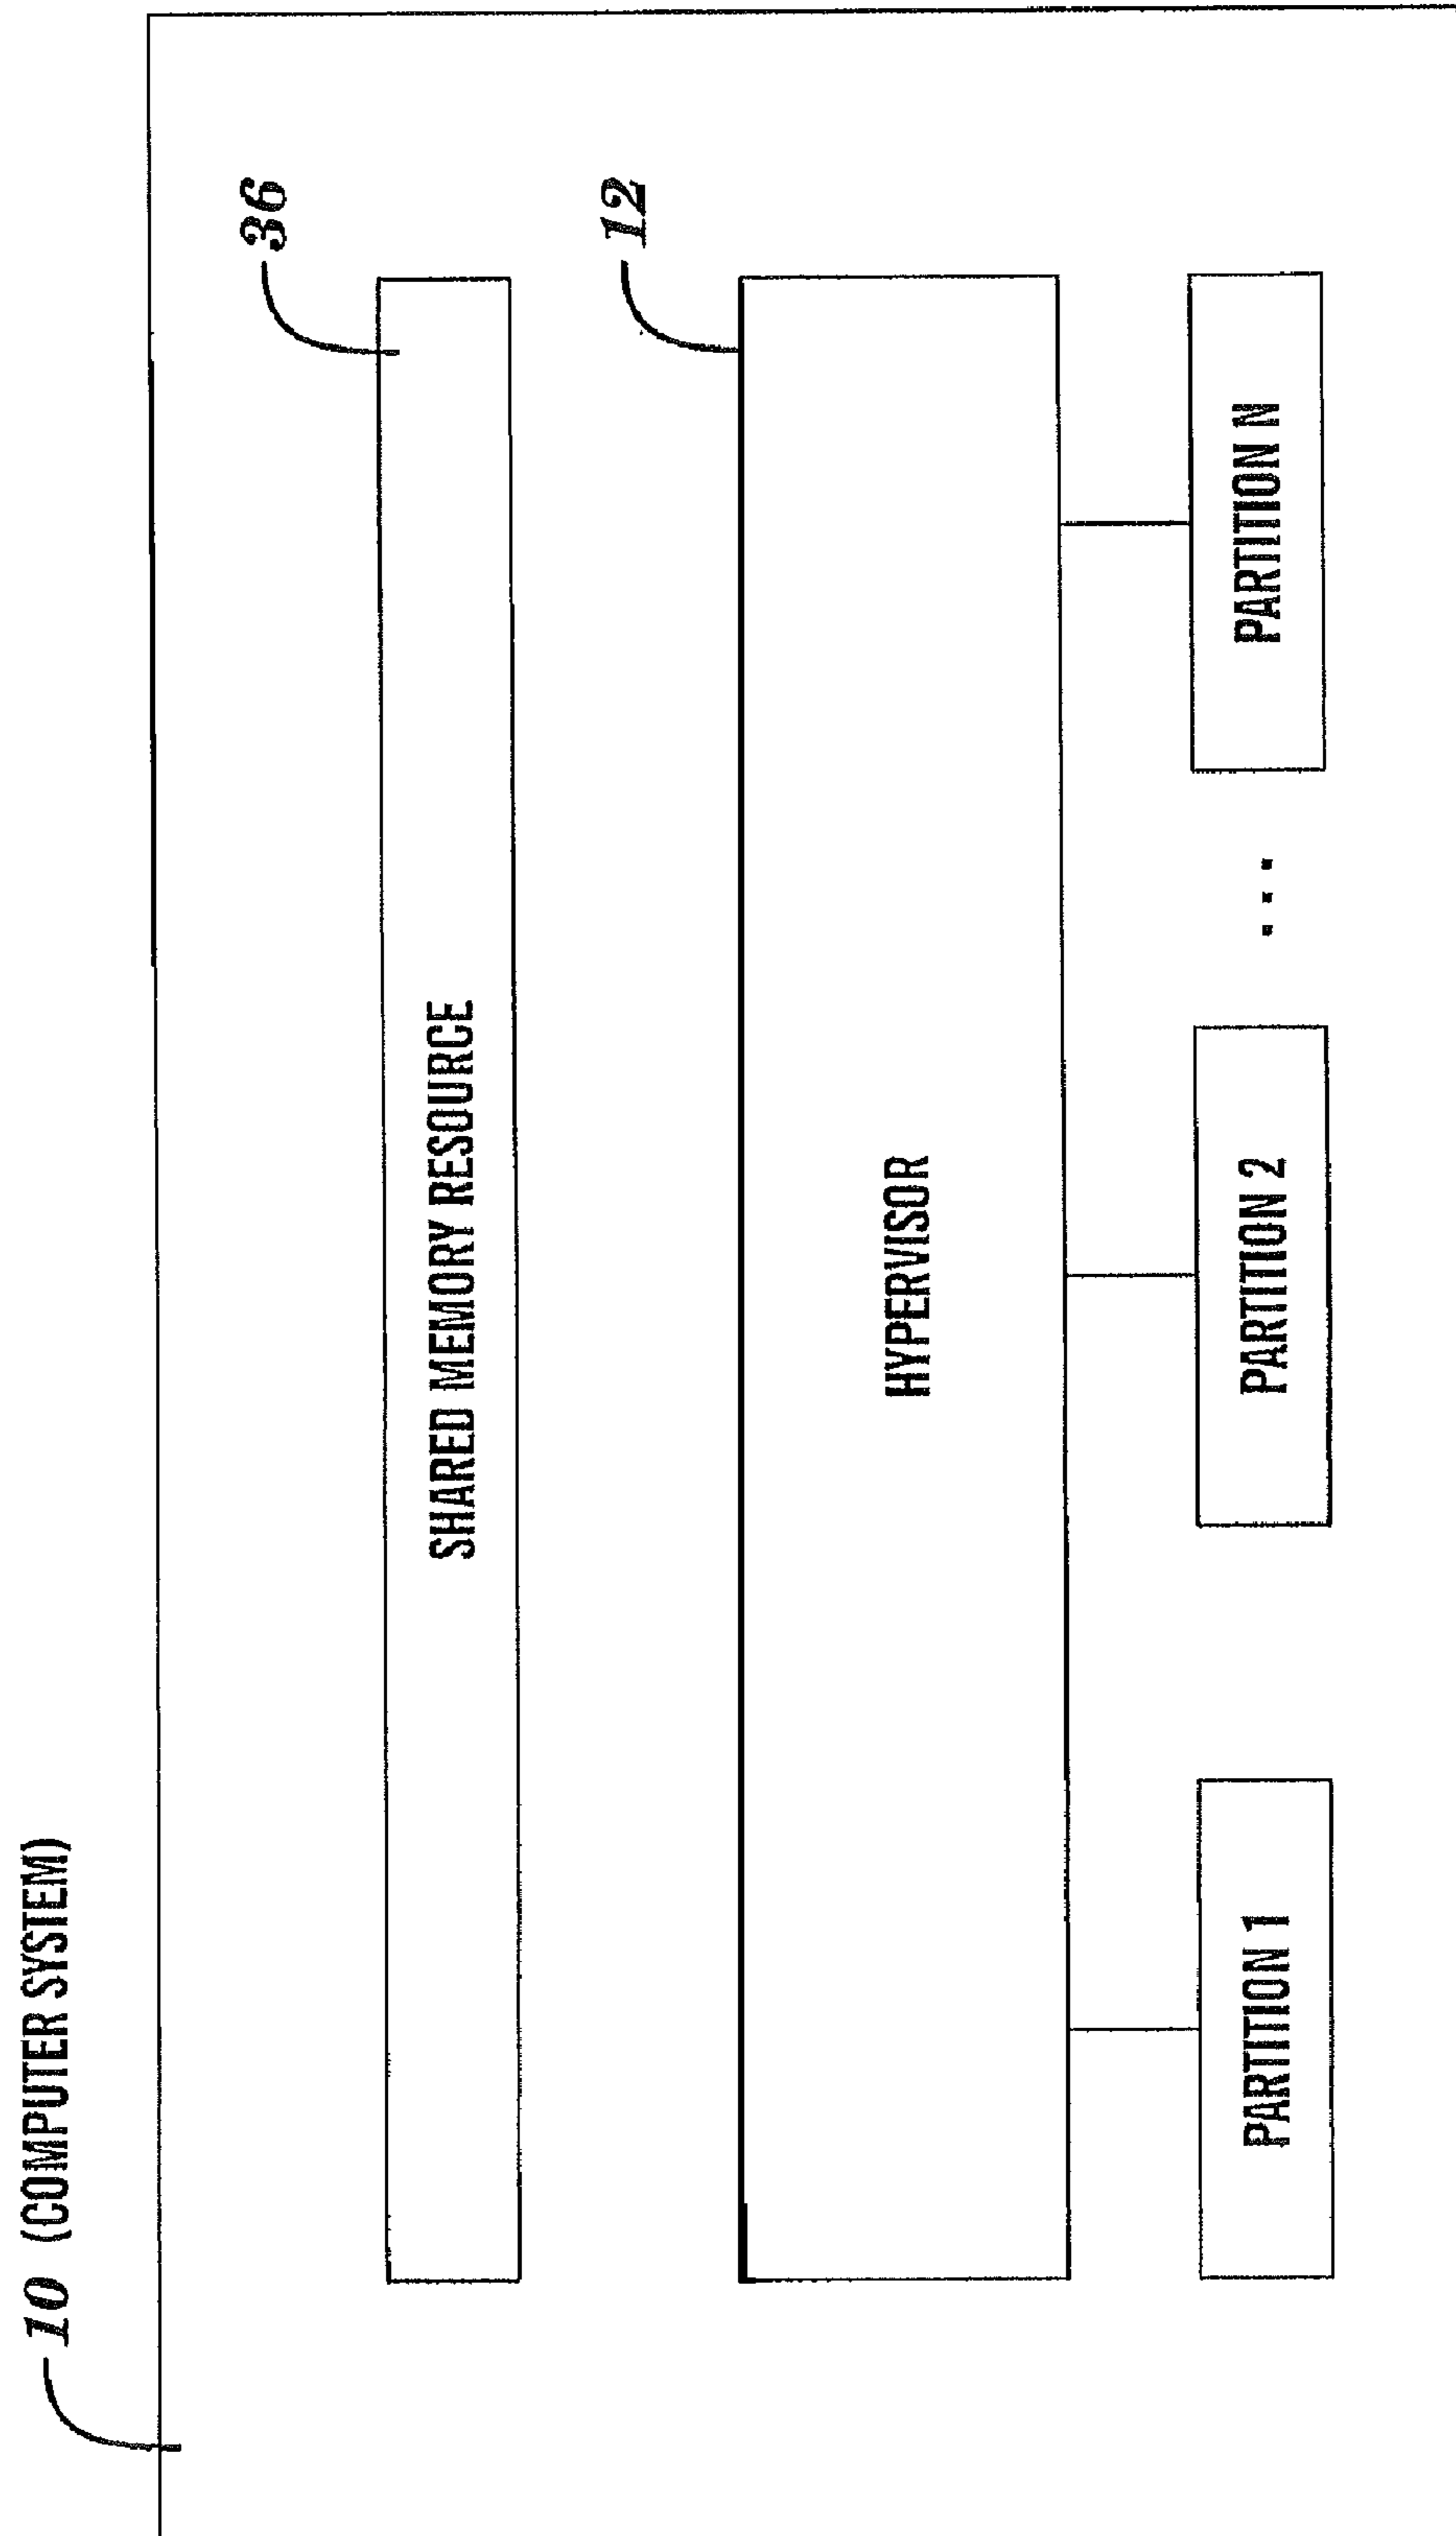 10 (COMPUTER SYSTEM)
36
SHARED MEMORY RESOURCE
12
HYPERVISOR
PARTITION 1
PARTITION 2
...
PARTITION N